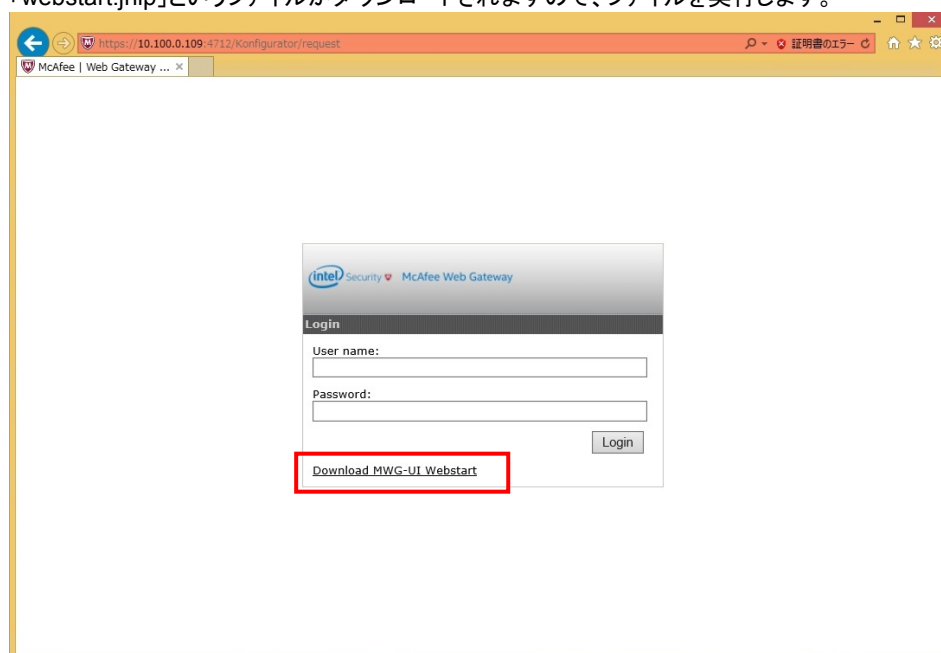 「webstart.jnlp」というファイルがダウンロードされますので、ファイルを実行します。
https://10.100.0.109:4712/Konfigurator/request
証明書のエラー
McAfee | Web Gateway ...
intel Security McAfee Web Gateway
Login
User name:
Password:
Login
Download MWG-UI Webstart